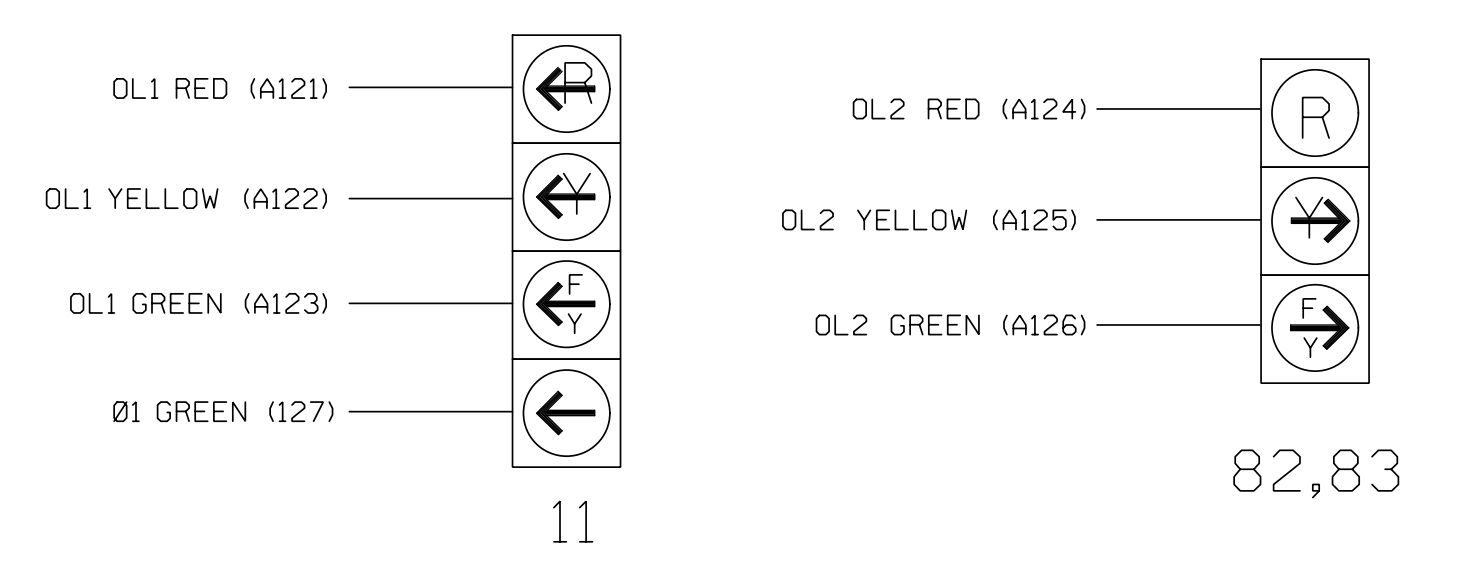 OL1 RED (A121)
R
OL1 YELLOW (A122)
Y
OL1 GREEN (A123)
F
Y
Ø1 GREEN (127)
11
OL2 RED (A124)
R
OL2 YELLOW (A125)
Y
OL2 GREEN (A126)
F
Y
82,83